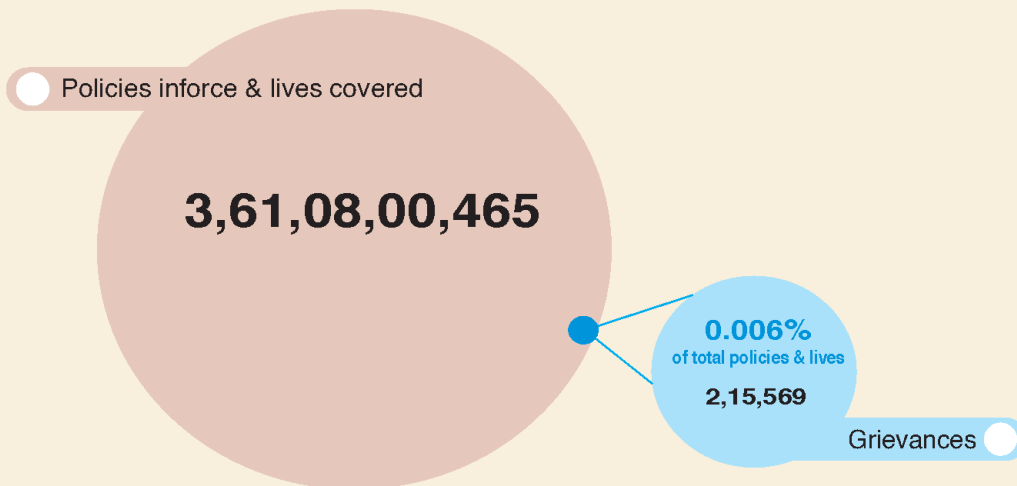 Policies inforce & lives covered
3,61,08,00,465
0.006%
of total policies & lives
2,15,569
Grievances